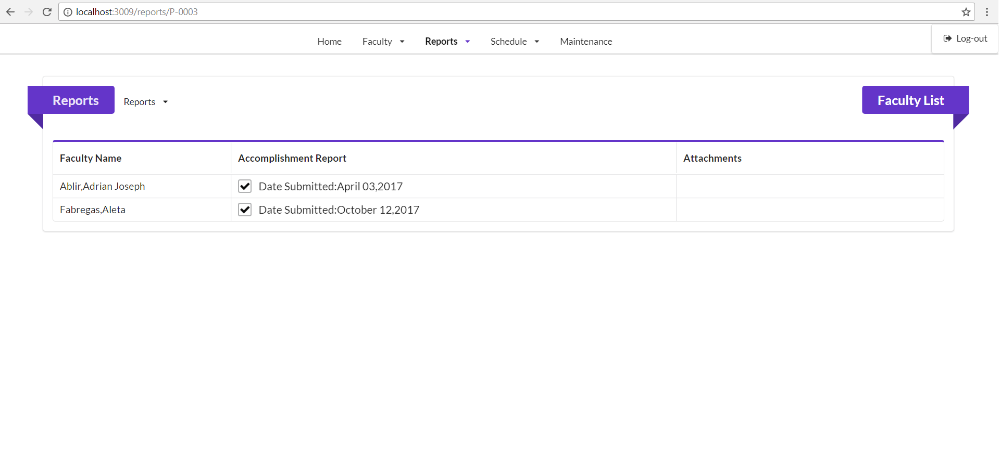 localhost:3009/reports/P-0003
Home Faculty Reports Schedule Maintenance Log-out
Reports Reports Faculty List
Faculty Name Accomplishment Report Attachments
Ablir,Adrian Joseph Date Submitted:April 03,2017
Fabregas,Aleta Date Submitted:October 12,2017